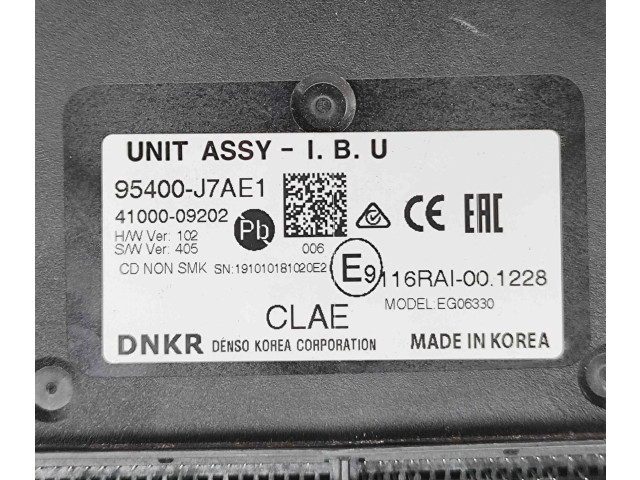 UNIT ASSY - I. B. U
95400-J7AE1
41000-09202
Pb
H/W Ver: 102
S/W Ver: 405
006
CE EAC
CD NON SMK SN:191010181020E2
E9 116RAI-00.1228
MODEL:EG06330
CLAE
DNKR DENSO KOREA CORPORATION MADE IN KOREA